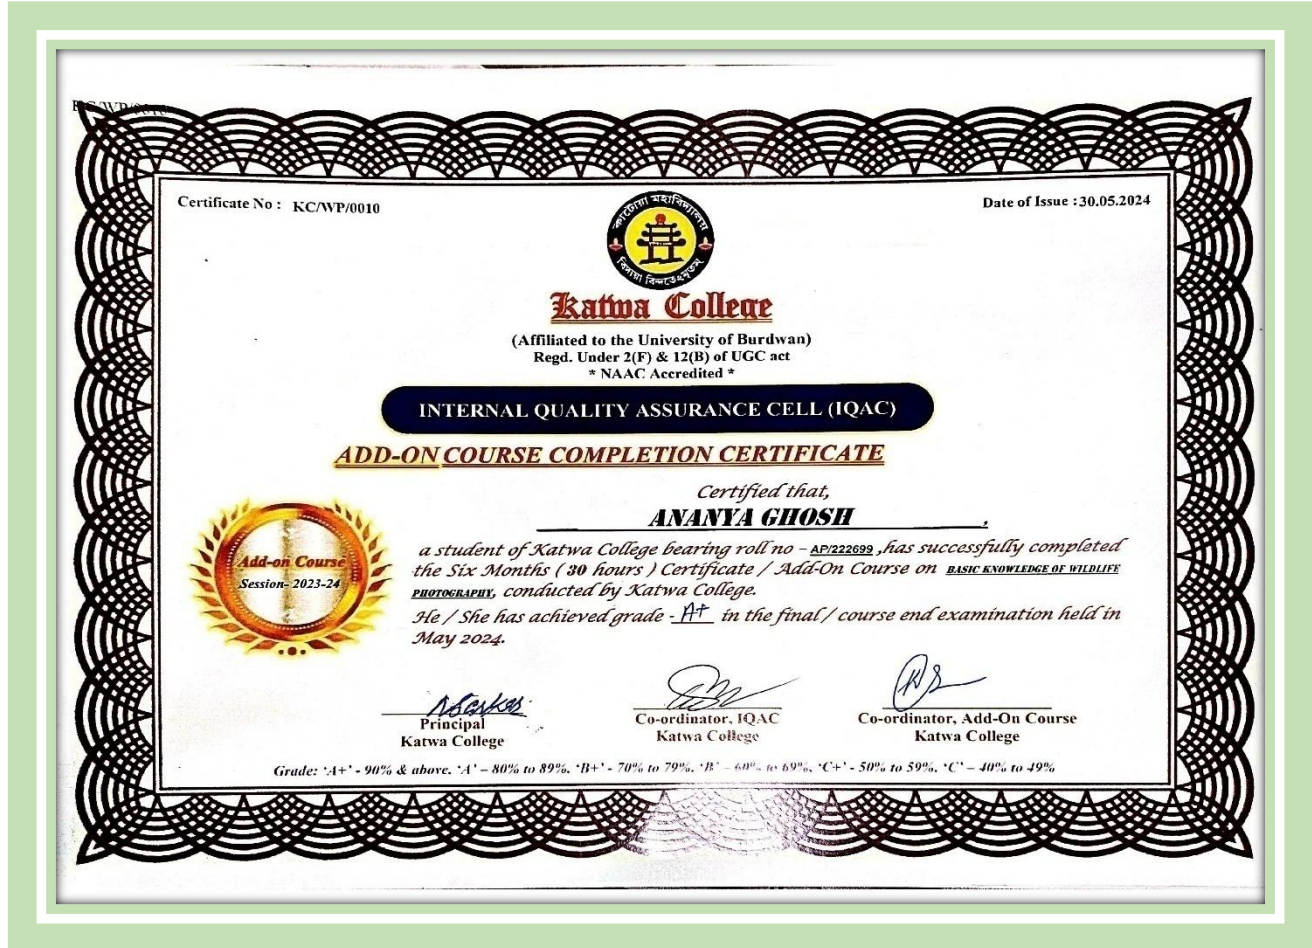 Certificate No : KC/WP/0010
Date of Issue :30.05.2024
কাটোয়া মহাবিদ্যালয়
বিদ্যয়া বিন্দতেঽমৃতম্
Katwa College
(Affiliated to the University of Burdwan)
Regd. Under 2(F) & 12(B) of UGC act
* NAAC Accredited *
INTERNAL QUALITY ASSURANCE CELL (IQAC)
ADD-ON COURSE COMPLETION CERTIFICATE
Certified that,
ANANYA GHOSH ,
Add-on Course
Session- 2023-24
a student of Katwa College bearing roll no – AP/222699 ,has successfully completed
the Six Months ( 30 hours ) Certificate / Add-On Course on BASIC KNOWLEDGE OF WILDLIFE
PHOTOGRAPHY, conducted by Katwa College.
He / She has achieved grade - A+ in the final / course end examination held in
May 2024.
Principal
Katwa College
Co-ordinator, IQAC
Katwa College
Co-ordinator, Add-On Course
Katwa College
Grade: ‘A+’ - 90% & above, ‘A’ – 80% to 89%, ‘B+’ - 70% to 79%, ‘B’ – 60% to 69%, ‘C+’ - 50% to 59%, ‘C’ – 40% to 49%